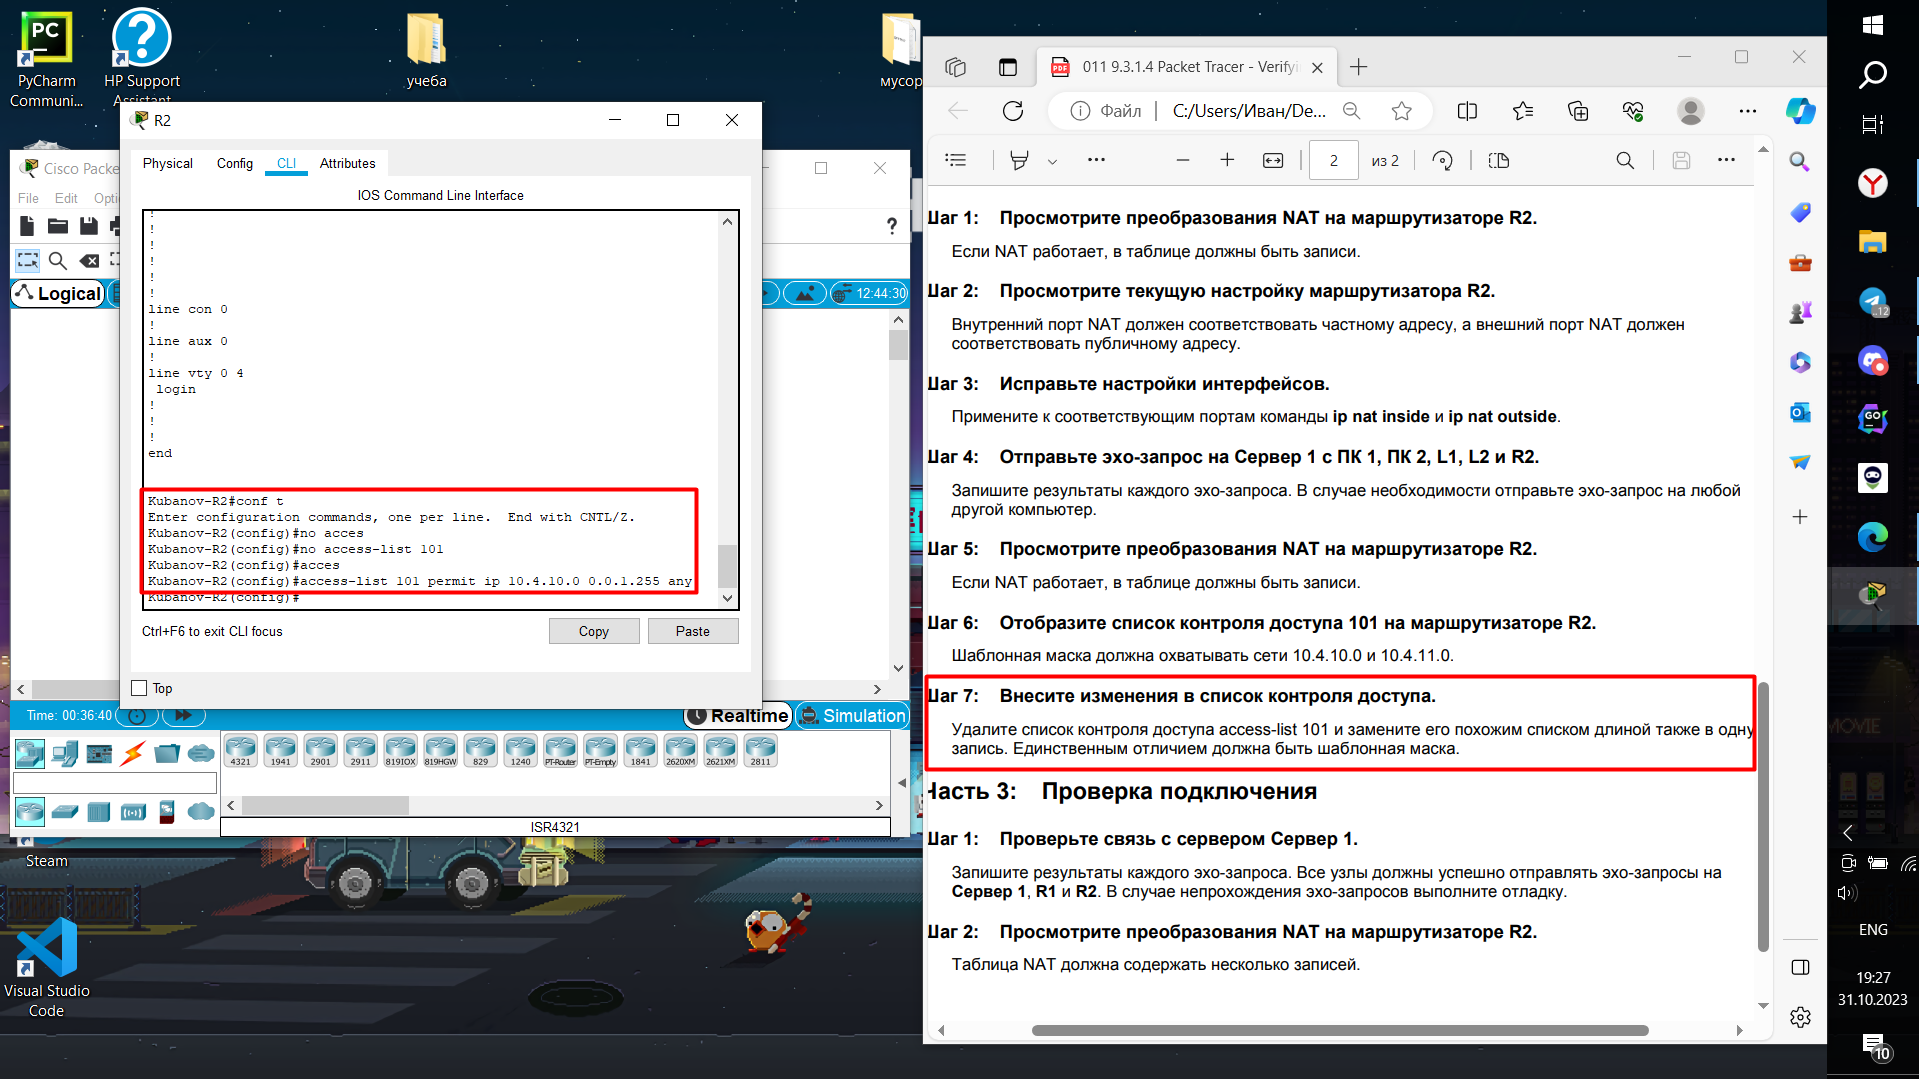 PyCharm
Communi...
HP Support
Assistant
учеба
мусор
R2
Physical Config CLI Attributes
IOS Command Line Interface
!
!
!
!
!
!
line con 0
!
line aux 0
!
line vty 0 4
login
!
!
!
end
Kubanov-R2#conf t
Enter configuration commands, one per line. End with CNTL/Z.
Kubanov-R2(config)#no acces
Kubanov-R2(config)#no access-list 101
Kubanov-R2(config)#acces
Kubanov-R2(config)#access-list 101 permit ip 10.4.10.0 0.0.1.255 any
Kubanov-R2(config)#
Ctrl+F6 to exit CLI focus
Copy
Paste
Top
Cisco Packe
File Edit Opti
Logical
12:44:30
Time: 00:36:40
Realtime
Simulation
4321 1941 2901 2911 819IOX 819HGW 829 1240 PT-Router PT-Empty 1841 2620XM 2621XM 2811
ISR4321
Steam
Visual Studio
Code
011 9.3.1.4 Packet Tracer - Verifyi
Файл
C:/Users/Иван/De...
2
из 2
Шаг 1: Просмотрите преобразования NAT на маршрутизаторе R2.
Если NAT работает, в таблице должны быть записи.
Шаг 2: Просмотрите текущую настройку маршрутизатора R2.
Внутренний порт NAT должен соответствовать частному адресу, а внешний порт NAT должен
соответствовать публичному адресу.
Шаг 3: Исправьте настройки интерфейсов.
Примените к соответствующим портам команды ip nat inside и ip nat outside.
Шаг 4: Отправьте эхо-запрос на Сервер 1 с ПК 1, ПК 2, L1, L2 и R2.
Запишите результаты каждого эхо-запроса. В случае необходимости отправьте эхо-запрос на любой
другой компьютер.
Шаг 5: Просмотрите преобразования NAT на маршрутизаторе R2.
Если NAT работает, в таблице должны быть записи.
Шаг 6: Отобразите список контроля доступа 101 на маршрутизаторе R2.
Шаблонная маска должна охватывать сети 10.4.10.0 и 10.4.11.0.
Шаг 7: Внесите изменения в список контроля доступа.
Удалите список контроля доступа access-list 101 и замените его похожим списком длиной также в одну
запись. Единственным отличием должна быть шаблонная маска.
Часть 3: Проверка подключения
Шаг 1: Проверьте связь с сервером Сервер 1.
Запишите результаты каждого эхо-запроса. Все узлы должны успешно отправлять эхо-запросы на
Сервер 1, R1 и R2. В случае непрохождения эхо-запросов выполните отладку.
Шаг 2: Просмотрите преобразования NAT на маршрутизаторе R2.
Таблица NAT должна содержать несколько записей.
ENG
19:27
31.10.2023
10